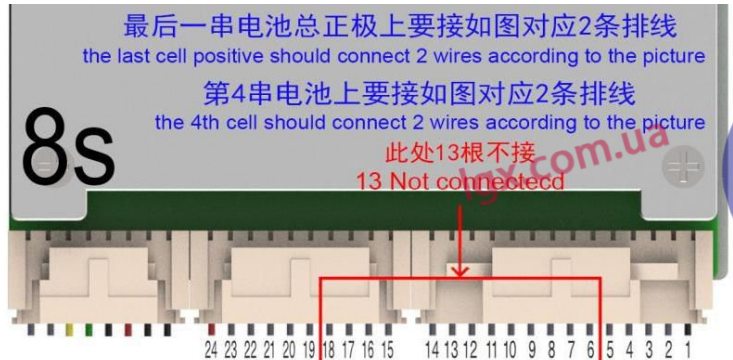 最后一串电池总正极上要接如图对应2条排线
the last cell positive should connect 2 wires according to the picture
第4串电池上要接如图对应2条排线
the 4th cell should connect 2 wires according to the picture
8s
此处13根不接
13 Not connectecd
lgx.com.ua
24 23 22 21 20 19 18 17 16 15 14 13 12 11 10 9 8 7 6 5 4 3 2 1